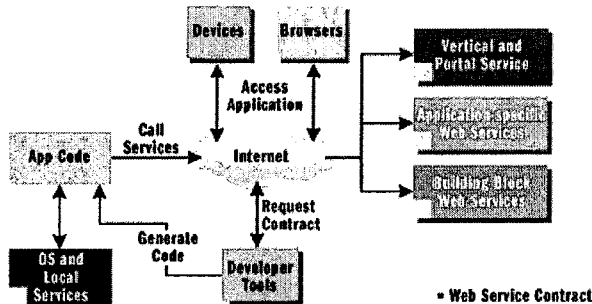 Devices
Browsers
Vertical and
Portal Service
Access
Application
Call
Services
Application-specific
Web Services
App Code
Internet
Building Block
Web Services
Request
Contract
Generate
Code
OS and
Local
Services
Developer
Tools
▪ Web Service Contract